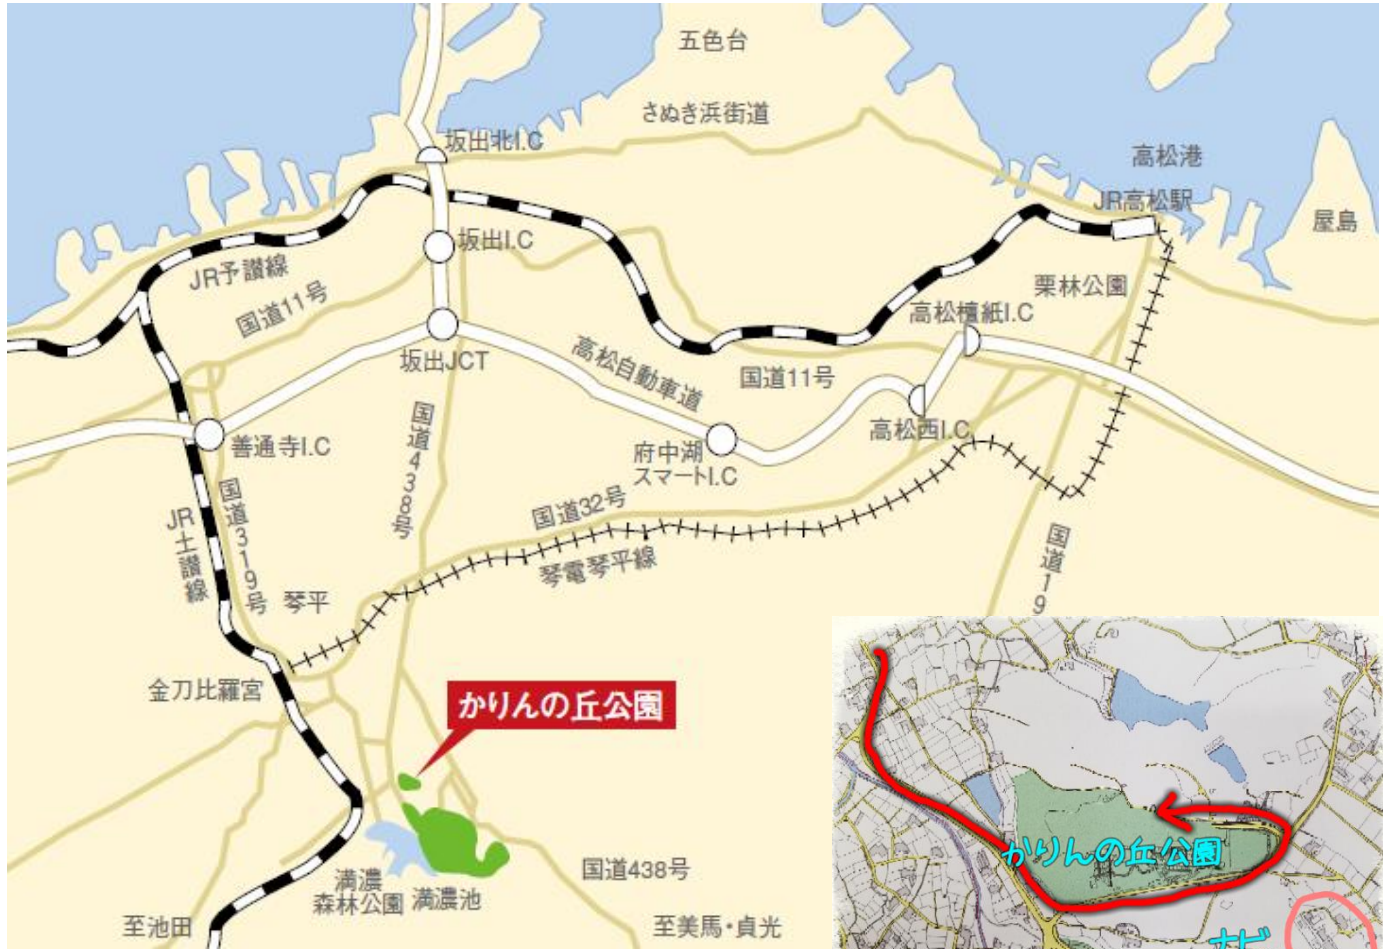 五色台
さぬき浜街道
坂出北I.C
高松港
JR高松駅
屋島
坂出I.C
JR予讃線
国道11号
栗林公園
高松檀紙I.C
坂出JCT
高松自動車道
国道11号
国道438号
高松西I.C
善通寺I.C
府中湖
スマートI.C
国道319号
JR土讃線
国道32号
琴電琴平線
国道19
琴平
金刀比羅宮
かりんの丘公園
かりんの丘公園
国道438号
満濃
森林公園
満濃池
至池田
至美馬・貞光
ナビ